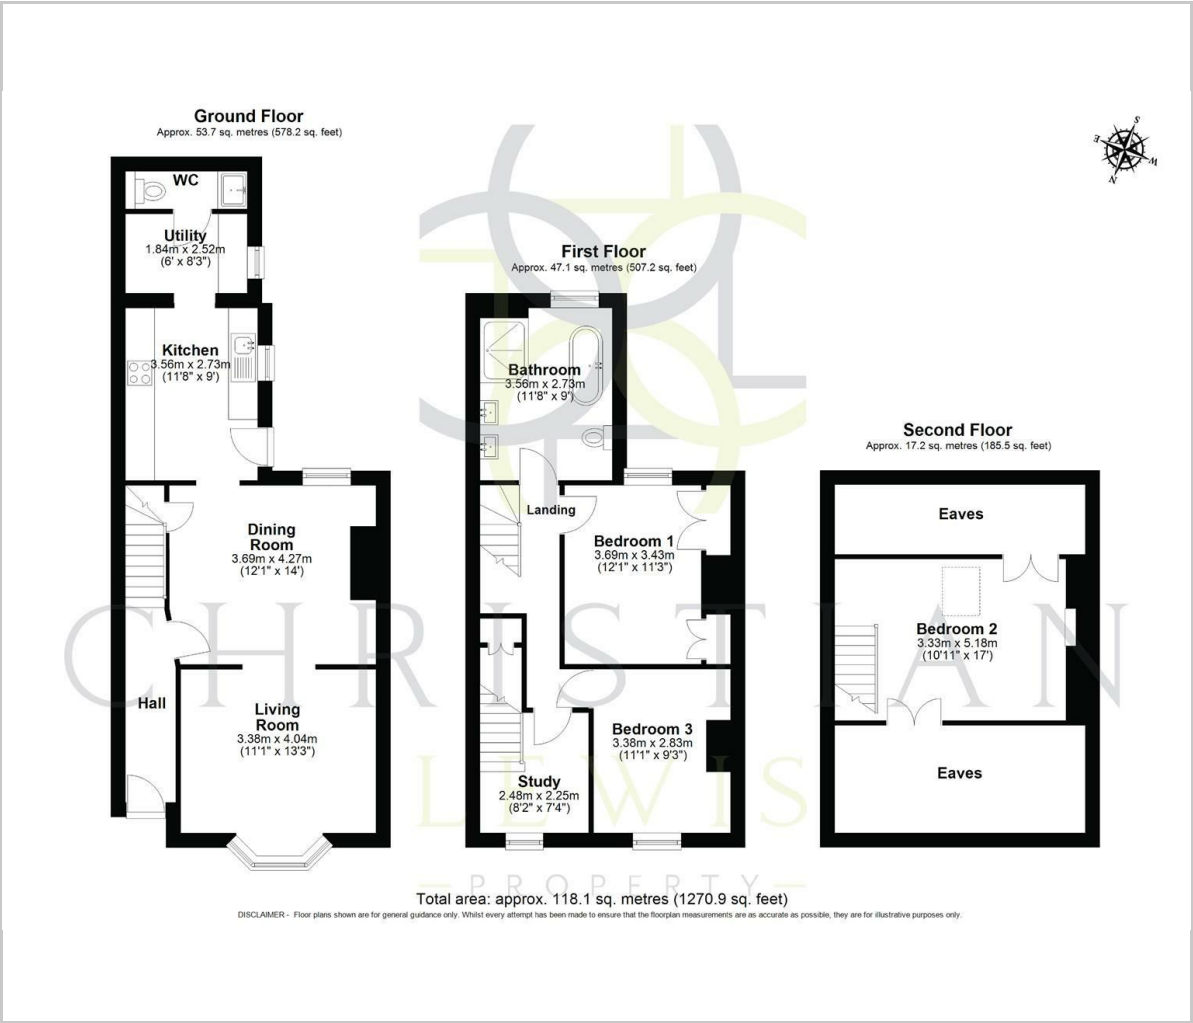 Ground Floor
Approx. 53.7 sq. metres (578.2 sq. feet)
WC
Utility
1.84m x 2.52m
(6' x 8'3")
Kitchen
3.56m x 2.73m
(11'8" x 9')
Dining
Room
3.69m x 4.27m
(12'1" x 14')
Hall
Living
Room
3.38m x 4.04m
(11'1" x 13'3")
First Floor
Approx. 47.1 sq. metres (507.2 sq. feet)
Bathroom
3.56m x 2.73m
(11'8" x 9')
Landing
Bedroom 1
3.69m x 3.43m
(12'1" x 11'3")
Bedroom 3
3.38m x 2.83m
(11'1" x 9'3")
Study
2.48m x 2.25m
(8'2" x 7'4")
Second Floor
Approx. 17.2 sq. metres (185.5 sq. feet)
Eaves
Bedroom 2
3.33m x 5.18m
(10'11" x 17')
Eaves
S
E
W
N
CHRISTIAN
LEWIS
PROPERTY
Total area: approx. 118.1 sq. metres (1270.9 sq. feet)
DISCLAIMER - Floor plans shown are for general guidance only. Whilst every attempt has been made to ensure that the floorplan measurements are as accurate as possible, they are for illustrative purposes only.